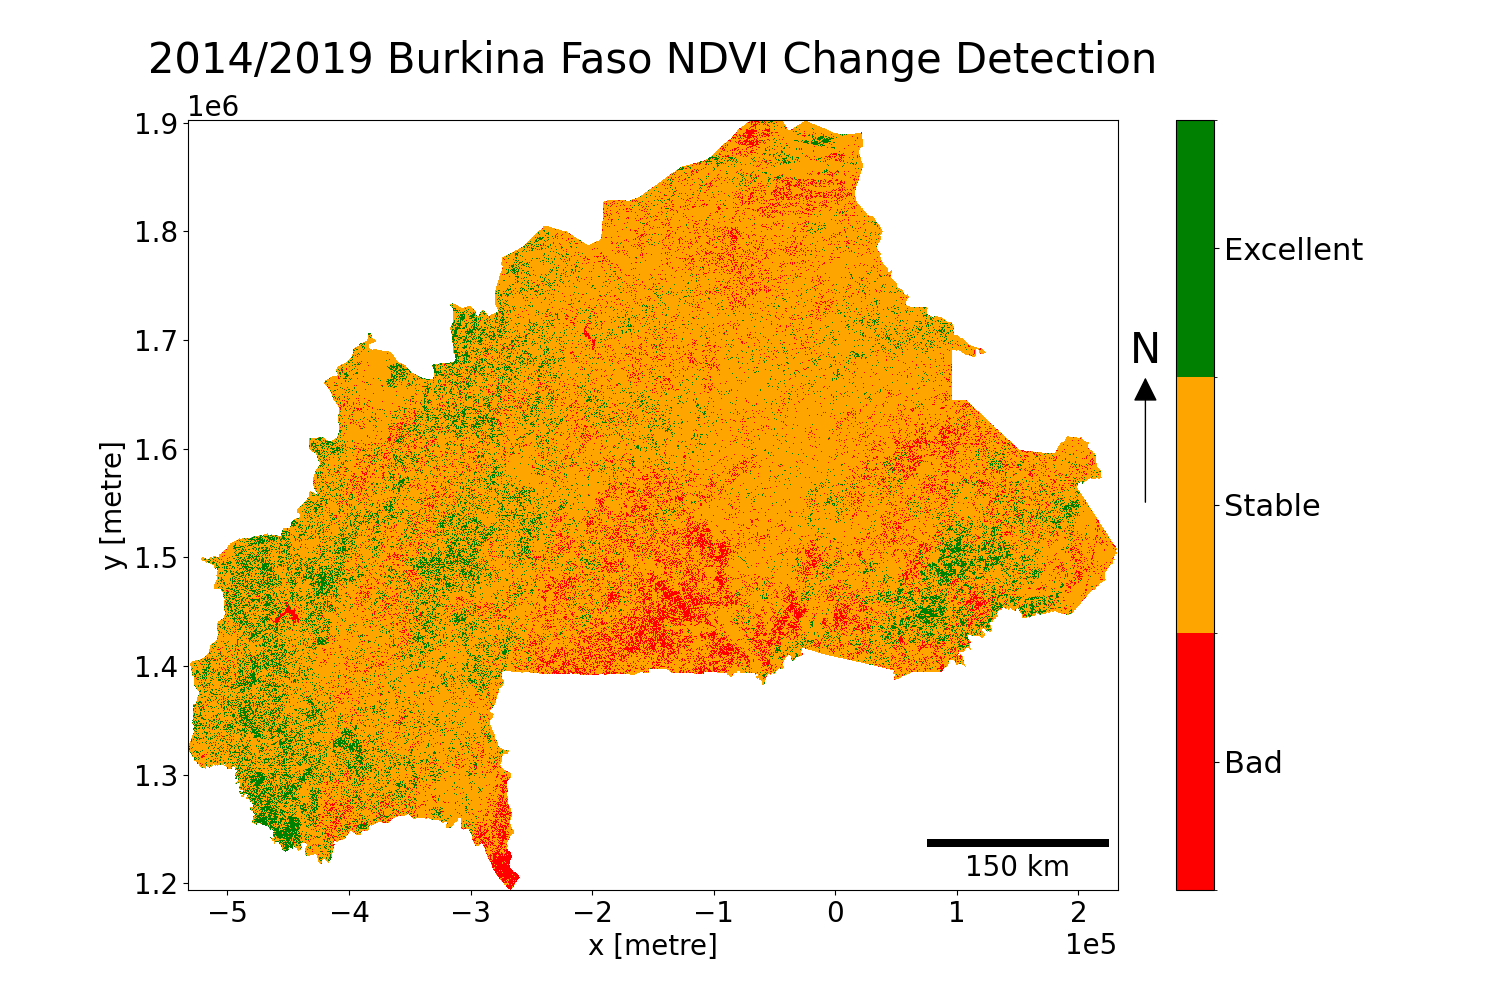 2014/2019 Burkina Faso NDVI Change Detection
1e6
1.9
1.8
1.7
1.6
1.5
1.4
1.3
1.2
y [metre]
−5 −4 −3 −2 −1 0 1 2
x [metre]
1e5
150 km
N
Excellent
Stable
Bad